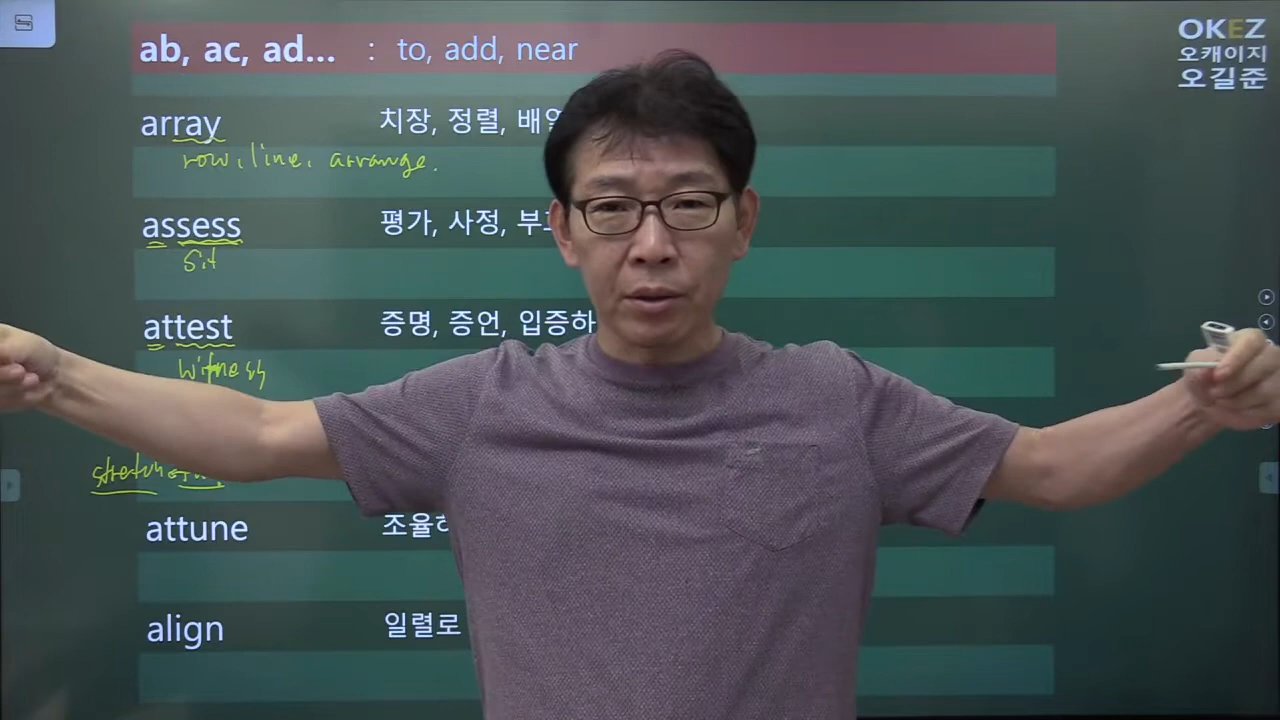 OKEZ
오캐이지
오길준
ab, ac, ad... : to, add, near
array 치장, 정렬, 배열
row, line, arrange.
assess 평가, 사정,
sit
attest 증명, 증언, 입증하
witness
stretch
attune 조율하
align 일렬로